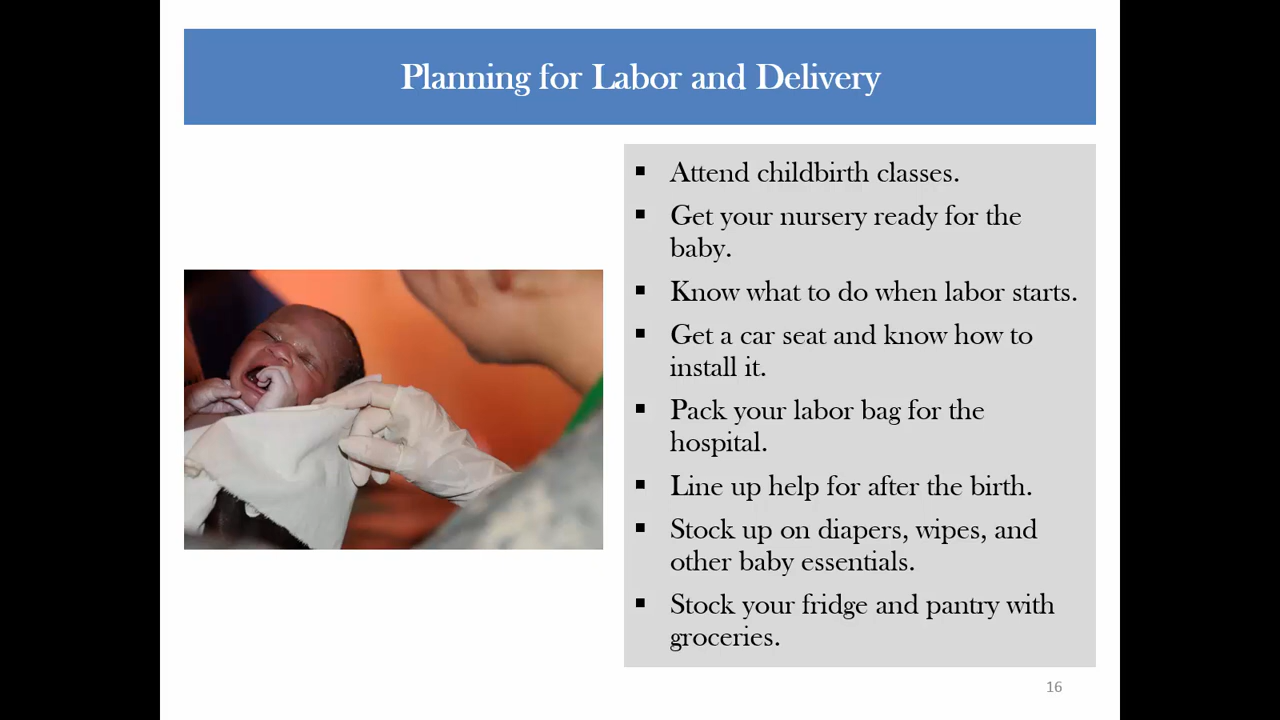 Planning for Labor and Delivery
▪ Attend childbirth classes.
▪ Get your nursery ready for the
baby.
▪ Know what to do when labor starts.
▪ Get a car seat and know how to
install it.
▪ Pack your labor bag for the
hospital.
▪ Line up help for after the birth.
▪ Stock up on diapers, wipes, and
other baby essentials.
▪ Stock your fridge and pantry with
groceries.
16